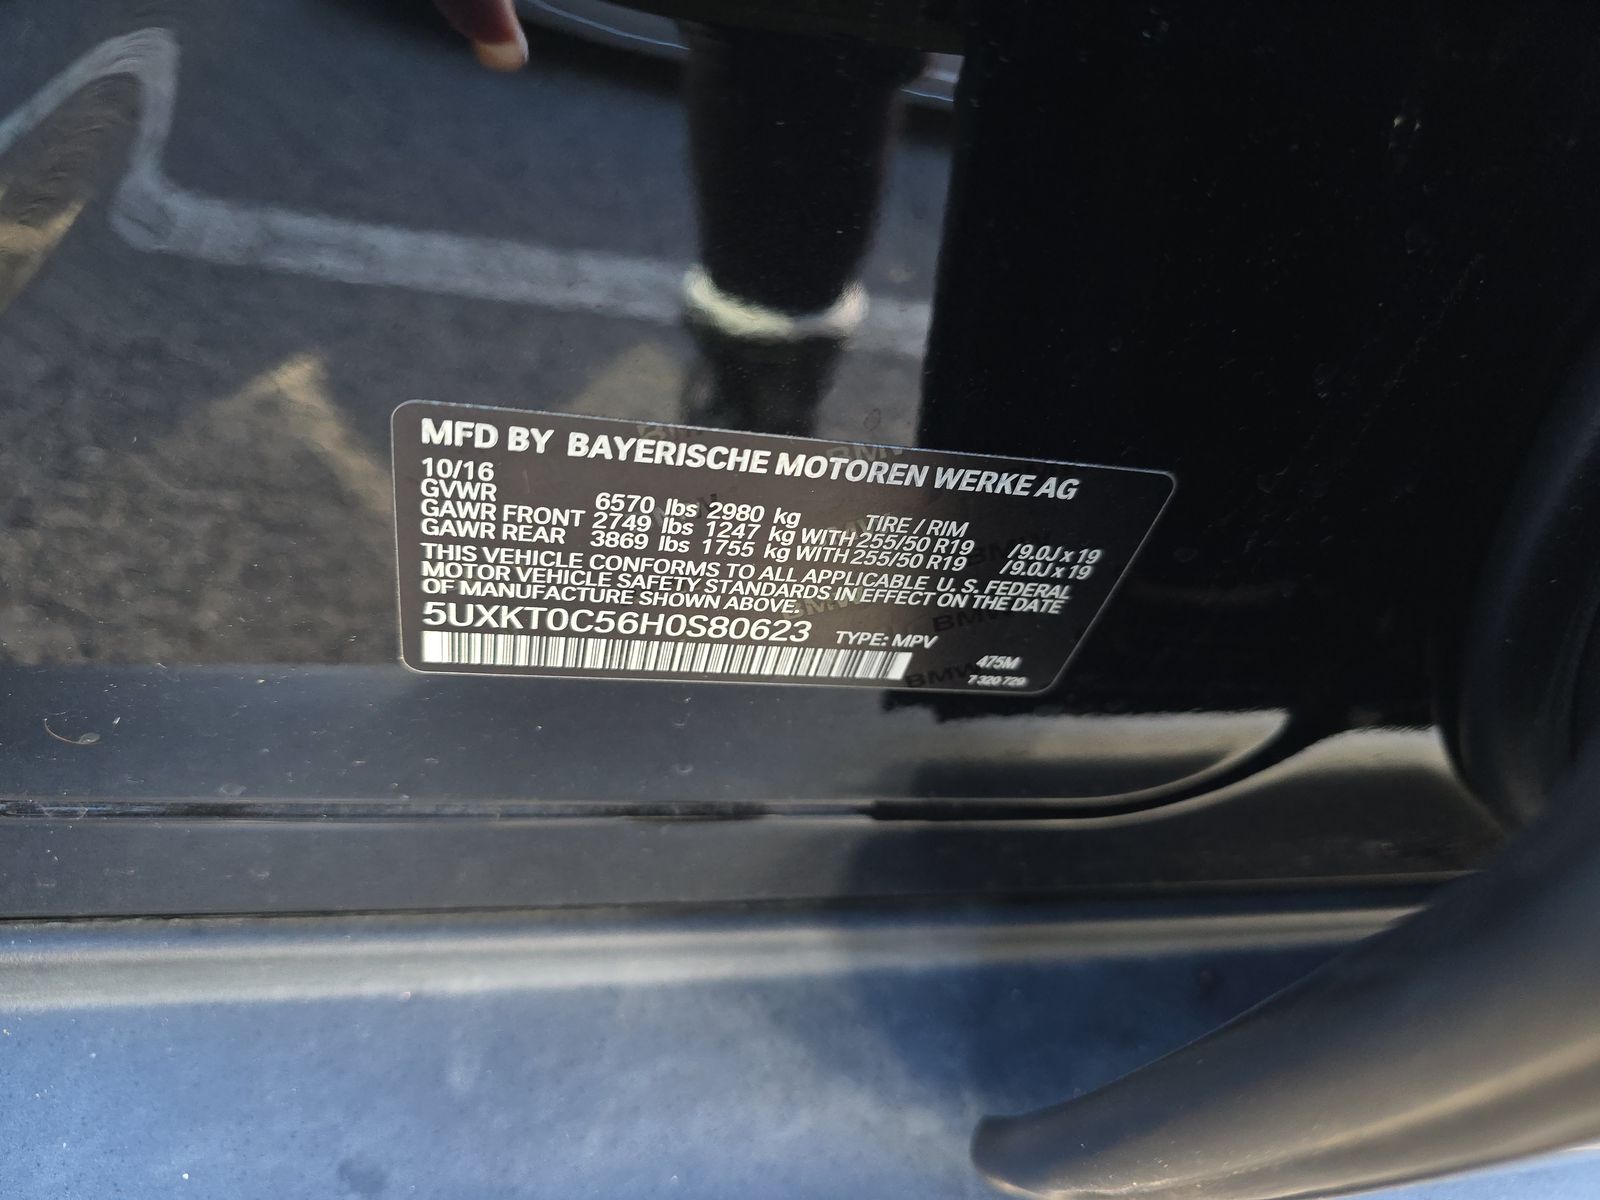 MFD BY BAYERISCHE MOTOREN WERKE AG
10/16
GVWR 6570 lbs 2980 kg TIRE / RIM
GAWR FRONT 2749 lbs 1247 kg WITH 255/50 R19 /9.0J x 19
GAWR REAR 3869 lbs 1755 kg WITH 255/50 R19 /9.0J x 19
THIS VEHICLE CONFORMS TO ALL APPLICABLE U. S. FEDERAL
MOTOR VEHICLE SAFETY STANDARDS IN EFFECT ON THE DATE
OF MANUFACTURE SHOWN ABOVE.
5UXKT0C56H0S80623 TYPE: MPV
475M
7 320 729